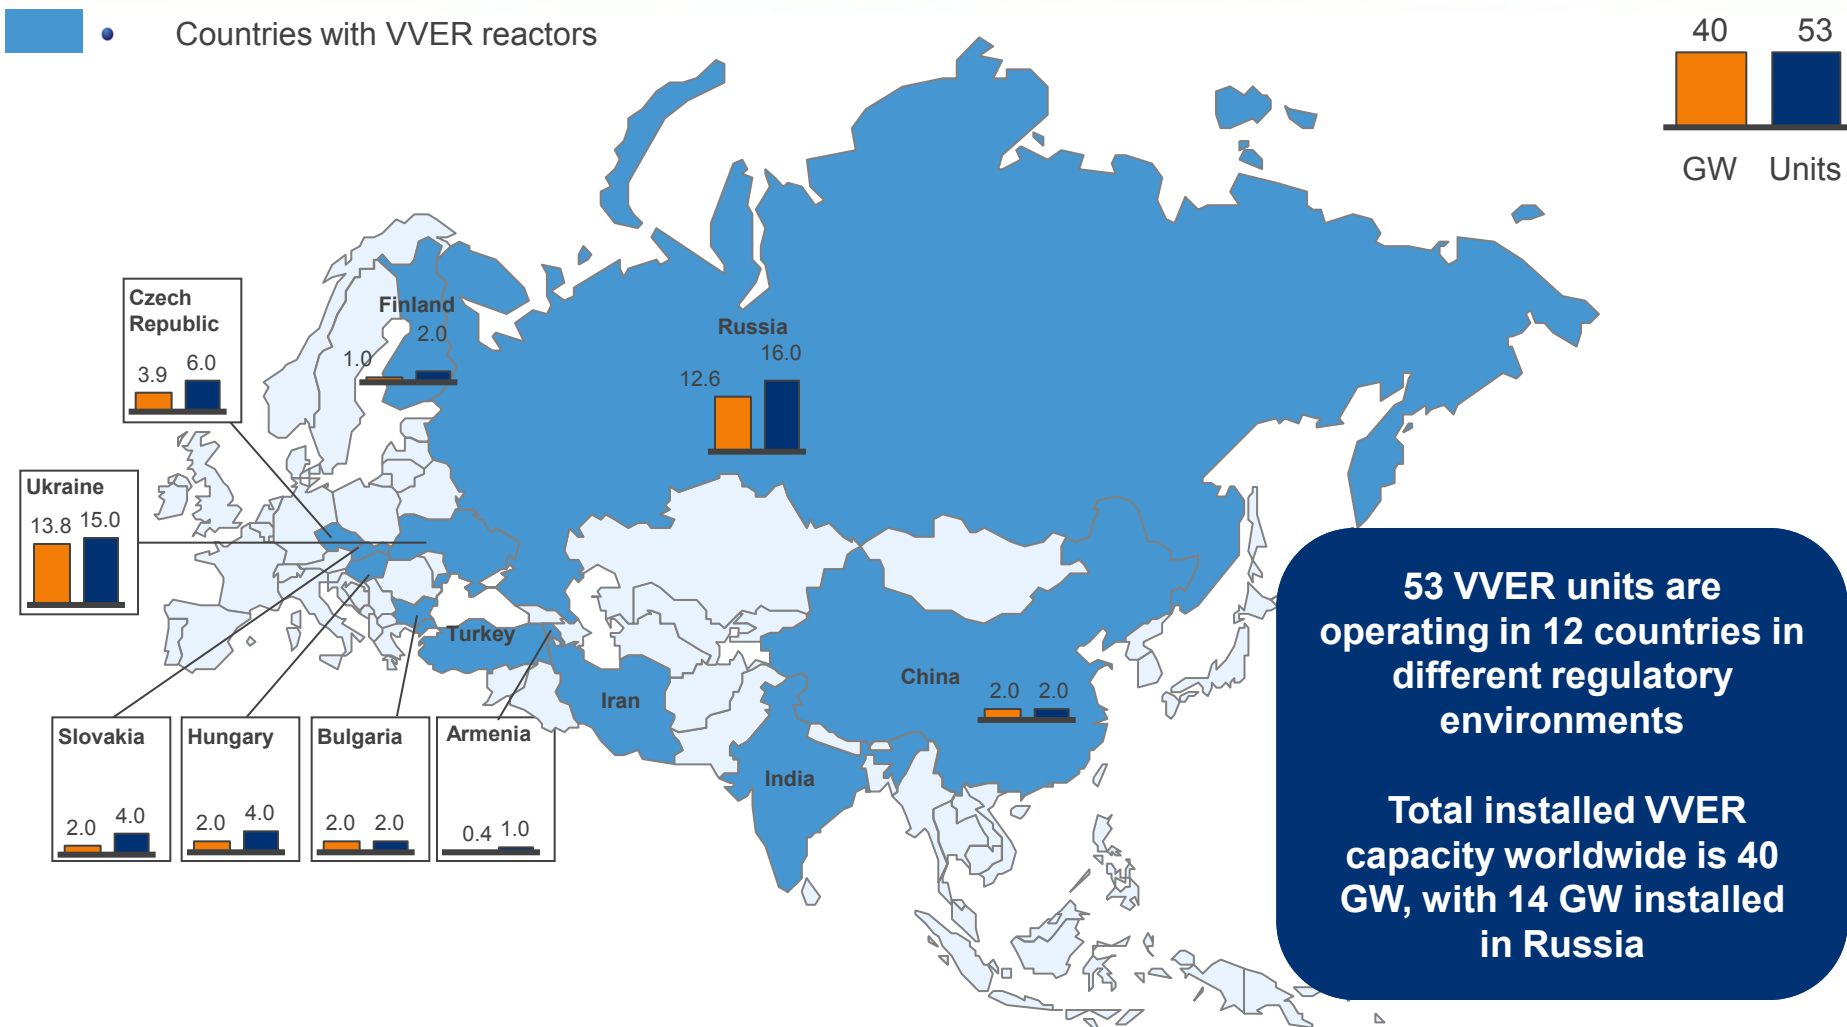 Countries with VVER reactors
40 53
GW Units
Czech
Republic
3.9 6.0
Finland
2.0
1.0
Russia
16.0
12.6
Ukraine
13.8 15.0
Turkey
Iran
China
2.0 2.0
India
Slovakia
2.0 4.0
Hungary
2.0 4.0
Bulgaria
2.0 2.0
Armenia
0.4 1.0
53 VVER units are
operating in 12 countries in
different regulatory
environments
Total installed VVER
capacity worldwide is 40
GW, with 14 GW installed
in Russia